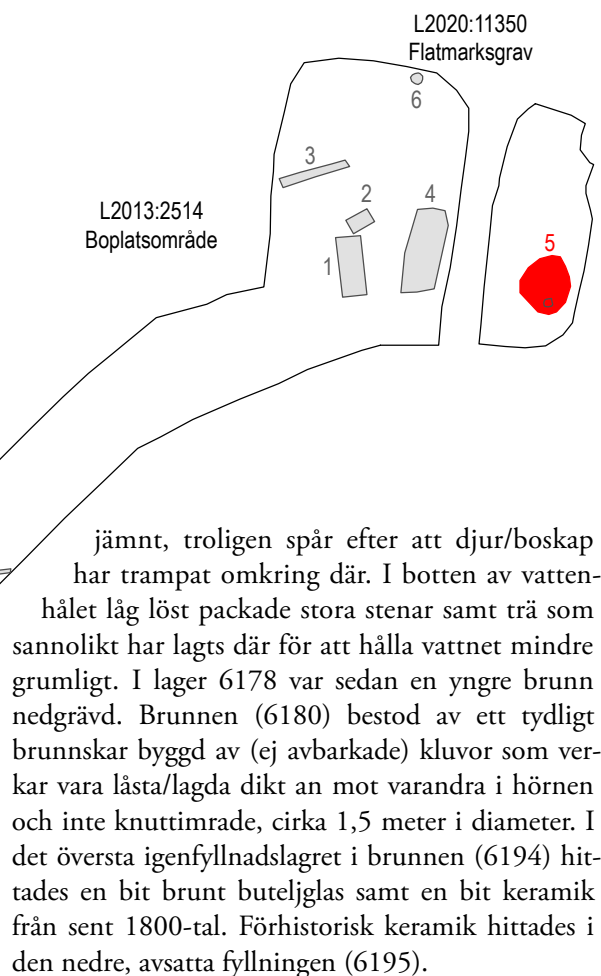 L2020:11350
Flatmarksgrav
6
3
2
4
L2013:2514
Boplatsområde
1
5
jämnt, troligen spår efter att djur/boskap
har trampat omkring där. I botten av vatten-
hålet låg löst packade stora stenar samt trä som
sannolikt har lagts där för att hålla vattnet mindre
grumligt. I lager 6178 var sedan en yngre brunn
nedgrävd. Brunnen (6180) bestod av ett tydligt
brunnskar byggd av (ej avbarkade) kluvor som ver-
kar vara låsta/lagda dikt an mot varandra i hörnen
och inte knuttimrade, cirka 1,5 meter i diameter. I
det översta igenfyllnadslagret i brunnen (6194) hit-
tades en bit brunt buteljglas samt en bit keramik
från sent 1800-tal. Förhistorisk keramik hittades i
den nedre, avsatta fyllningen (6195).